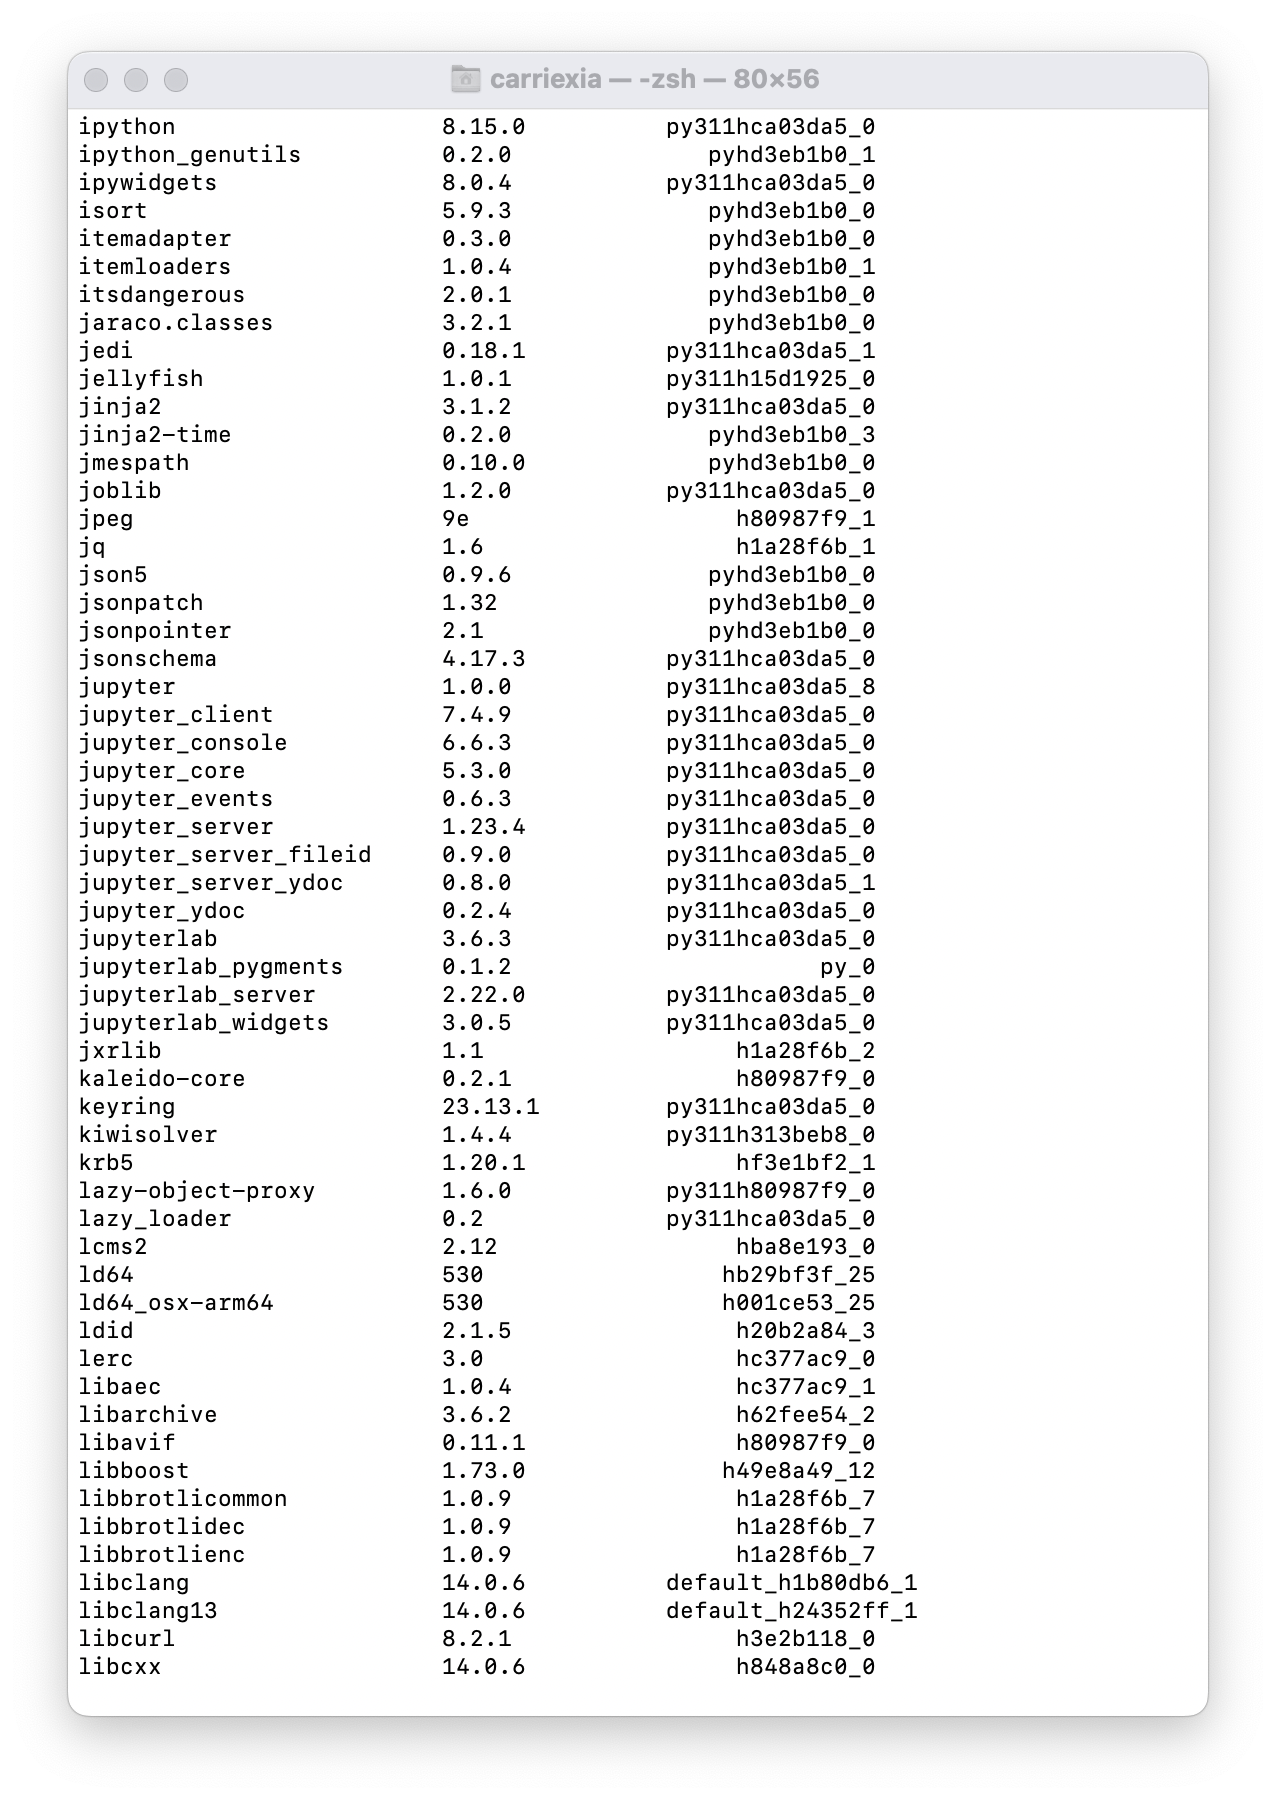 carriexia — -zsh — 80×56
ipython 8.15.0 py311hca03da5_0
ipython_genutils 0.2.0 pyhd3eb1b0_1
ipywidgets 8.0.4 py311hca03da5_0
isort 5.9.3 pyhd3eb1b0_0
itemadapter 0.3.0 pyhd3eb1b0_0
itemloaders 1.0.4 pyhd3eb1b0_1
itsdangerous 2.0.1 pyhd3eb1b0_0
jaraco.classes 3.2.1 pyhd3eb1b0_0
jedi 0.18.1 py311hca03da5_1
jellyfish 1.0.1 py311h15d1925_0
jinja2 3.1.2 py311hca03da5_0
jinja2-time 0.2.0 pyhd3eb1b0_3
jmespath 0.10.0 pyhd3eb1b0_0
joblib 1.2.0 py311hca03da5_0
jpeg 9e h80987f9_1
jq 1.6 h1a28f6b_1
json5 0.9.6 pyhd3eb1b0_0
jsonpatch 1.32 pyhd3eb1b0_0
jsonpointer 2.1 pyhd3eb1b0_0
jsonschema 4.17.3 py311hca03da5_0
jupyter 1.0.0 py311hca03da5_8
jupyter_client 7.4.9 py311hca03da5_0
jupyter_console 6.6.3 py311hca03da5_0
jupyter_core 5.3.0 py311hca03da5_0
jupyter_events 0.6.3 py311hca03da5_0
jupyter_server 1.23.4 py311hca03da5_0
jupyter_server_fileid 0.9.0 py311hca03da5_0
jupyter_server_ydoc 0.8.0 py311hca03da5_1
jupyter_ydoc 0.2.4 py311hca03da5_0
jupyterlab 3.6.3 py311hca03da5_0
jupyterlab_pygments 0.1.2 py_0
jupyterlab_server 2.22.0 py311hca03da5_0
jupyterlab_widgets 3.0.5 py311hca03da5_0
jxrlib 1.1 h1a28f6b_2
kaleido-core 0.2.1 h80987f9_0
keyring 23.13.1 py311hca03da5_0
kiwisolver 1.4.4 py311h313beb8_0
krb5 1.20.1 hf3e1bf2_1
lazy-object-proxy 1.6.0 py311h80987f9_0
lazy_loader 0.2 py311hca03da5_0
lcms2 2.12 hba8e193_0
ld64 530 hb29bf3f_25
ld64_osx-arm64 530 h001ce53_25
ldid 2.1.5 h20b2a84_3
lerc 3.0 hc377ac9_0
libaec 1.0.4 hc377ac9_1
libarchive 3.6.2 h62fee54_2
libavif 0.11.1 h80987f9_0
libboost 1.73.0 h49e8a49_12
libbrotlicommon 1.0.9 h1a28f6b_7
libbrotlidec 1.0.9 h1a28f6b_7
libbrotlienc 1.0.9 h1a28f6b_7
libclang 14.0.6 default_h1b80db6_1
libclang13 14.0.6 default_h24352ff_1
libcurl 8.2.1 h3e2b118_0
libcxx 14.0.6 h848a8c0_0